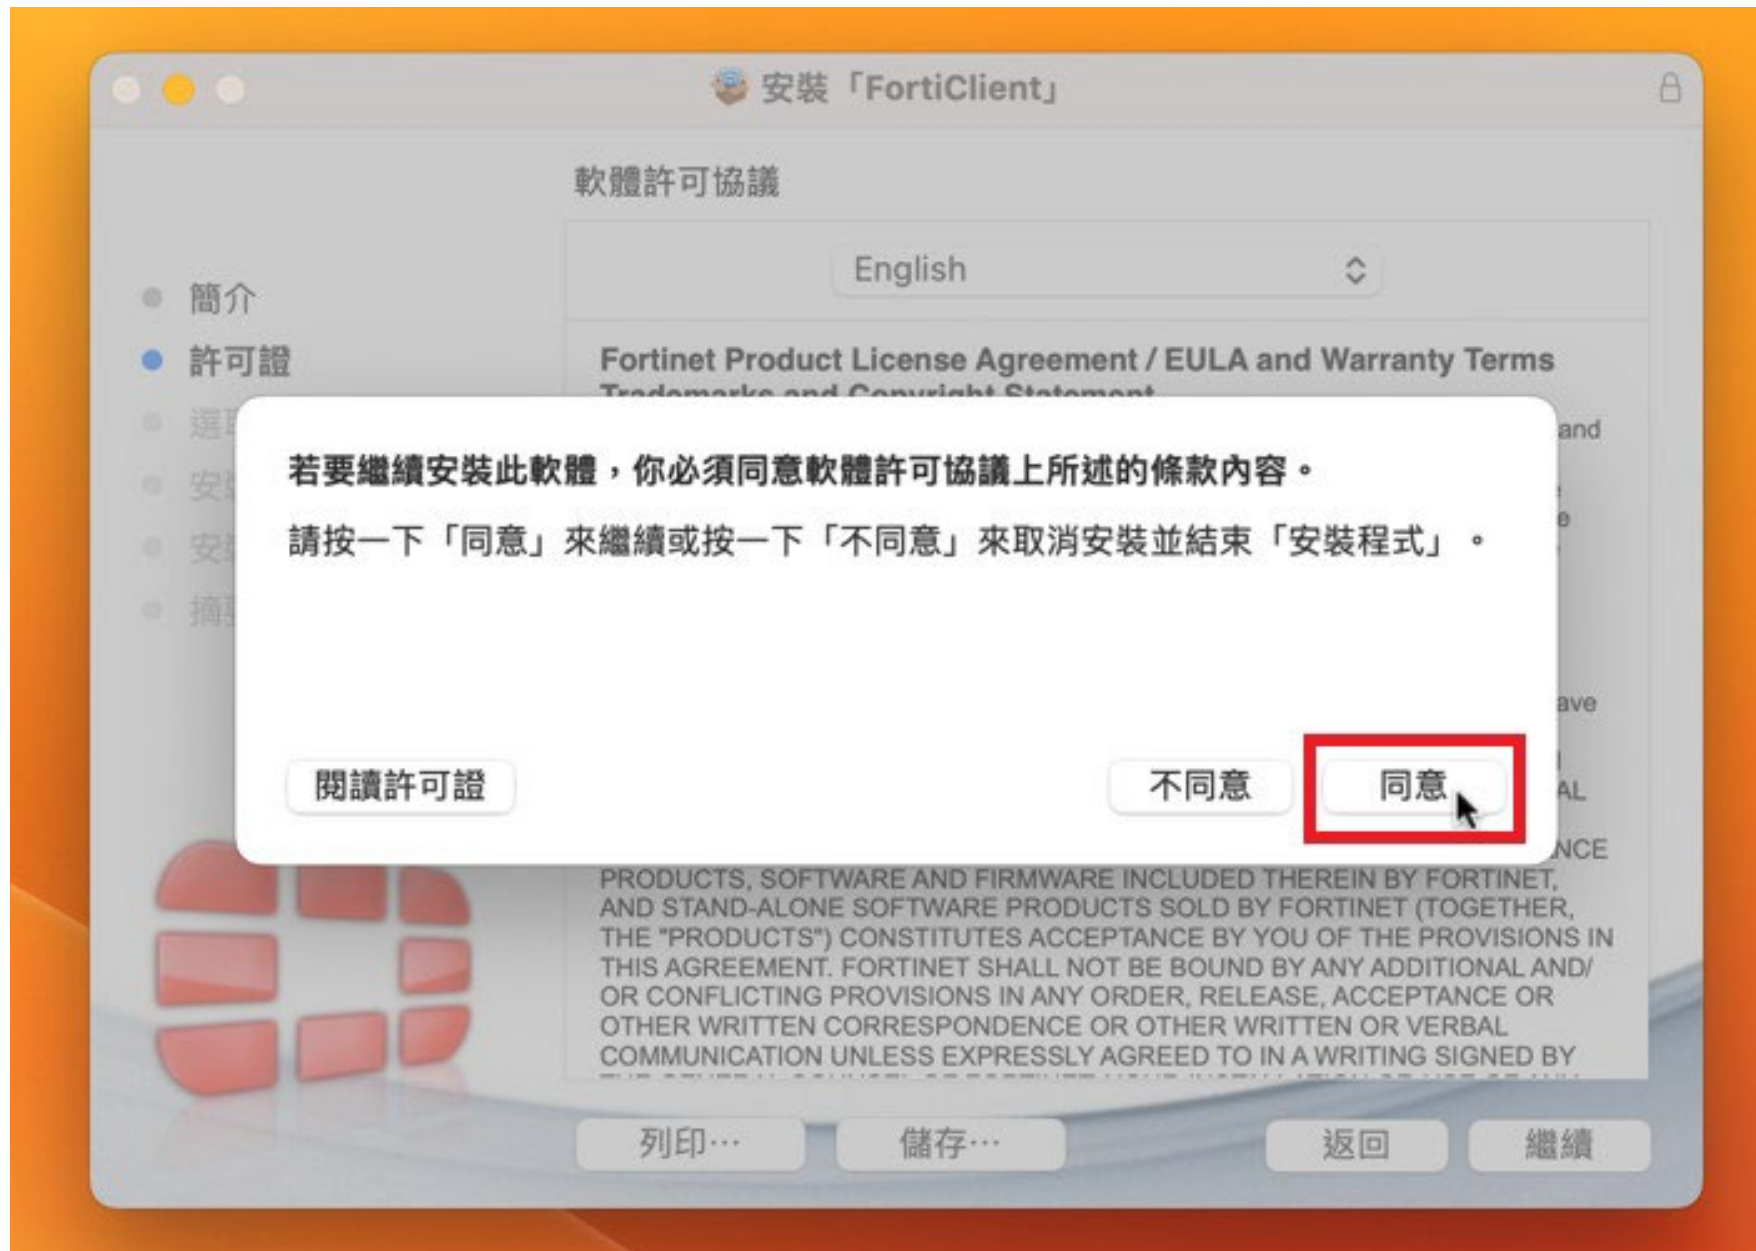 安裝「FortiClient」
軟體許可協議
English
簡介
許可證
Fortinet Product License Agreement / EULA and Warranty Terms
Trademarks and Copyright Statement
and
若要繼續安裝此軟體，你必須同意軟體許可協議上所述的條款內容。
請按一下「同意」來繼續或按一下「不同意」來取消安裝並結束「安裝程式」。
閱讀許可證
不同意
同意
PRODUCTS, SOFTWARE AND FIRMWARE INCLUDED THEREIN BY FORTINET,
AND STAND-ALONE SOFTWARE PRODUCTS SOLD BY FORTINET (TOGETHER,
THE "PRODUCTS") CONSTITUTES ACCEPTANCE BY YOU OF THE PROVISIONS IN
THIS AGREEMENT. FORTINET SHALL NOT BE BOUND BY ANY ADDITIONAL AND/
OR CONFLICTING PROVISIONS IN ANY ORDER, RELEASE, ACCEPTANCE OR
OTHER WRITTEN CORRESPONDENCE OR OTHER WRITTEN OR VERBAL
COMMUNICATION UNLESS EXPRESSLY AGREED TO IN A WRITING SIGNED BY
列印⋯
儲存⋯
返回
繼續